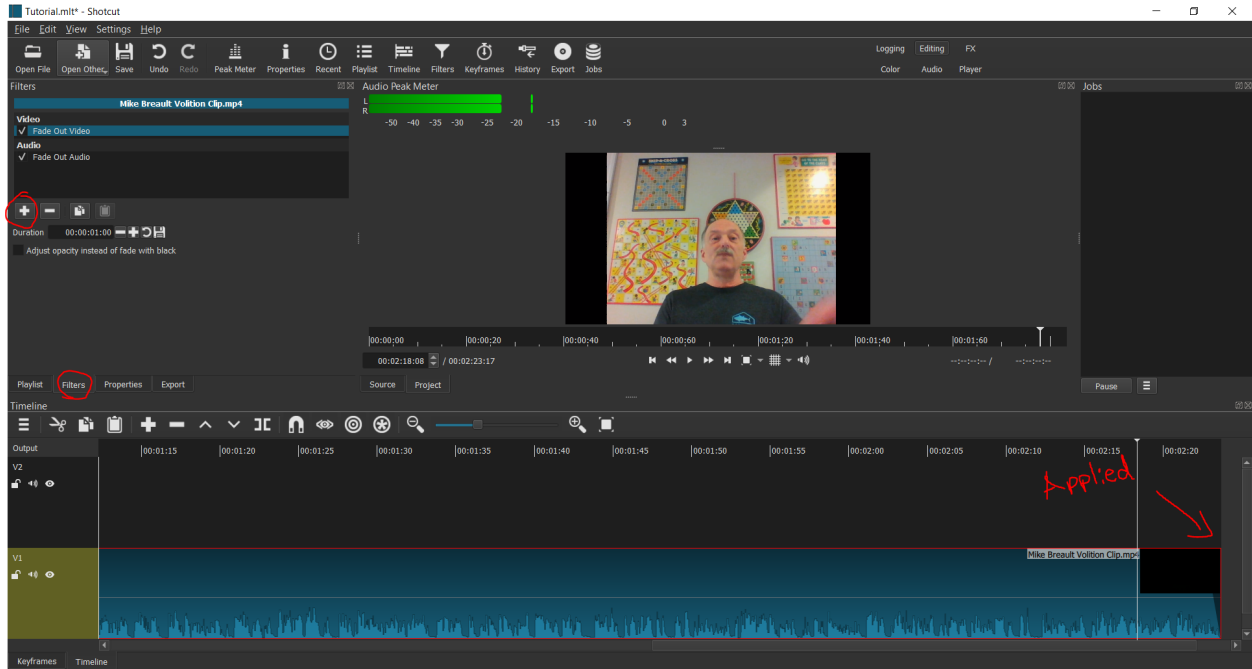 Tutorial.mlt* - Shotcut
File Edit View Settings Help
Open File Open Other Save Undo Redo Peak Meter Properties Recent Playlist Timeline Filters Keyframes History Export Jobs
Logging Editing FX
Color Audio Player
Filters
Mike Breault Volition Clip.mp4
Video
Fade Out Video
Audio
Fade Out Audio
Duration 00:00:01:00
Adjust opacity instead of fade with black
Playlist Filters Properties Export
Audio Peak Meter
L
R
-50 -40 -35 -30 -25 -20 -15 -10 -5 0 3
00:00:00 00:00:20 00:00:40 00:00:60 00:01:20 00:01:40 00:01:60
00:02:18:08 / 00:02:23:17 --:--:--:-- / --:--:--:--
Source Project
Jobs
Pause
Timeline
Output 00:01:15 00:01:20 00:01:25 00:01:30 00:01:35 00:01:40 00:01:45 00:01:50 00:01:55 00:02:00 00:02:05 00:02:10 00:02:15 00:02:20
V2
Applied
V1
Mike Breault Volition Clip.mp4
Keyframes Timeline